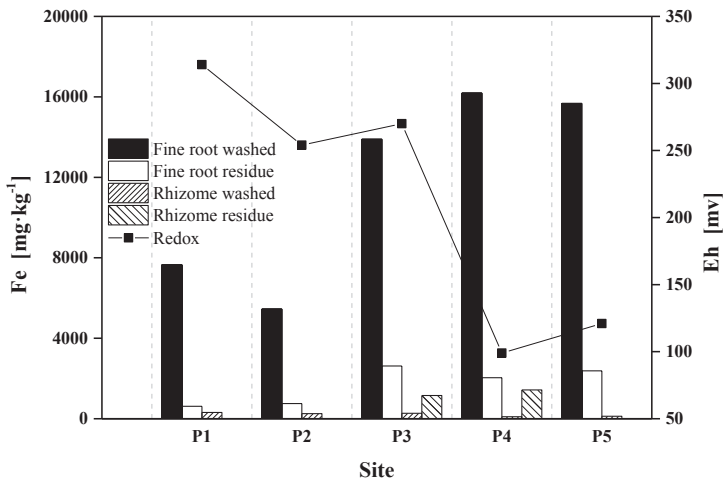 20000
16000
12000
8000
4000
0
Fe [mg·kg⁻¹]
350
300
250
200
150
100
50
Eh [mv]
Fine root washed
Fine root residue
Rhizome washed
Rhizome residue
Redox
P1 P2 P3 P4 P5
Site